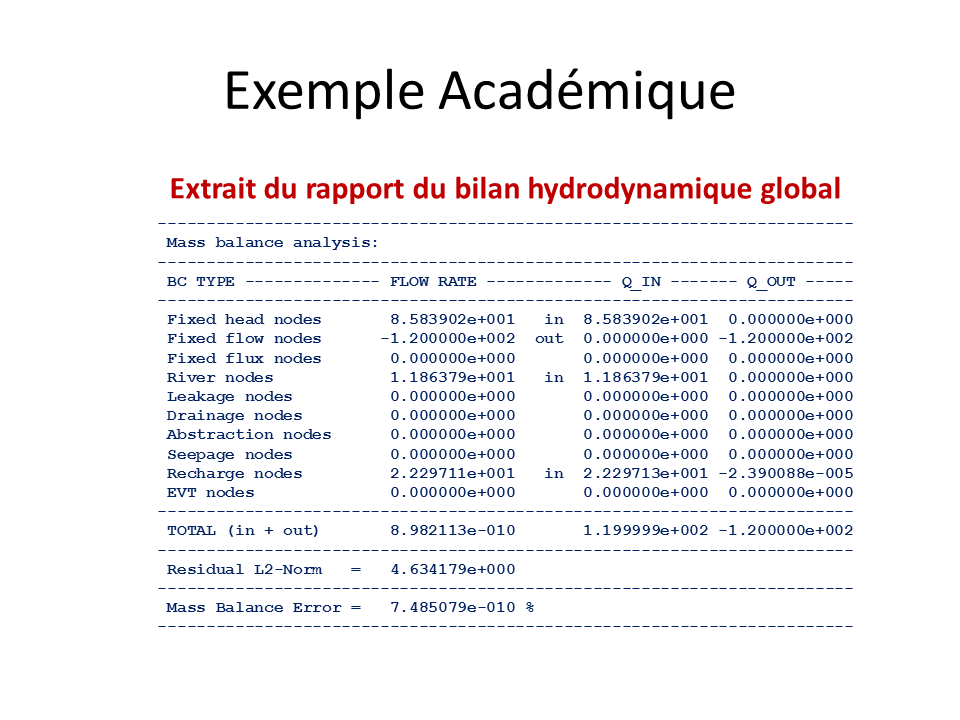 Exemple Académique
Extrait du rapport du bilan hydrodynamique global
------------------------------------------------------------------------
Mass balance analysis:
------------------------------------------------------------------------
BC TYPE -------------- FLOW RATE ------------- Q_IN ------- Q_OUT -----
------------------------------------------------------------------------
Fixed head nodes       8.583902e+001   in  8.583902e+001  0.000000e+000
Fixed flow nodes      -1.200000e+002  out  0.000000e+000 -1.200000e+002
Fixed flux nodes       0.000000e+000       0.000000e+000  0.000000e+000
River nodes            1.186379e+001   in  1.186379e+001  0.000000e+000
Leakage nodes          0.000000e+000       0.000000e+000  0.000000e+000
Drainage nodes         0.000000e+000       0.000000e+000  0.000000e+000
Abstraction nodes      0.000000e+000       0.000000e+000  0.000000e+000
Seepage nodes          0.000000e+000       0.000000e+000  0.000000e+000
Recharge nodes         2.229711e+001   in  2.229713e+001 -2.390088e-005
EVT nodes              0.000000e+000       0.000000e+000  0.000000e+000
------------------------------------------------------------------------
TOTAL (in + out)       8.982113e-010       1.199999e+002 -1.200000e+002
------------------------------------------------------------------------
Residual L2-Norm   =   4.634179e+000
------------------------------------------------------------------------
Mass Balance Error =   7.485079e-010 %
------------------------------------------------------------------------